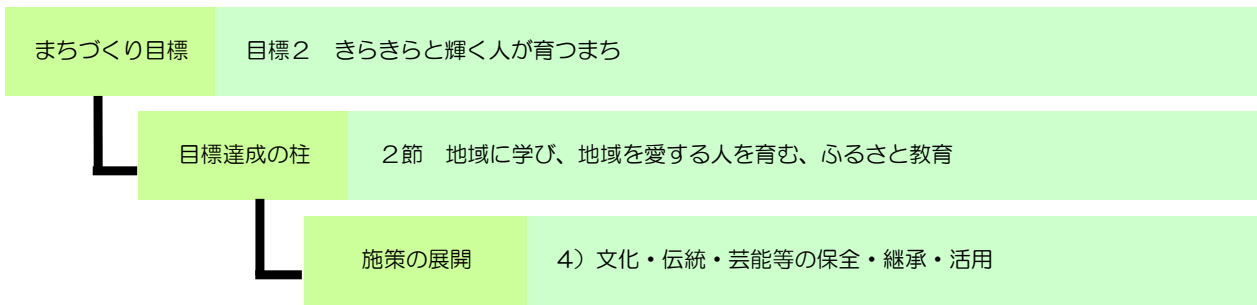 まちづくり目標　目標２　きらきらと輝く人が育つまち
目標達成の柱　２節　地域に学び、地域を愛する人を育む、ふるさと教育
施策の展開　４）文化・伝統・芸能等の保全・継承・活用